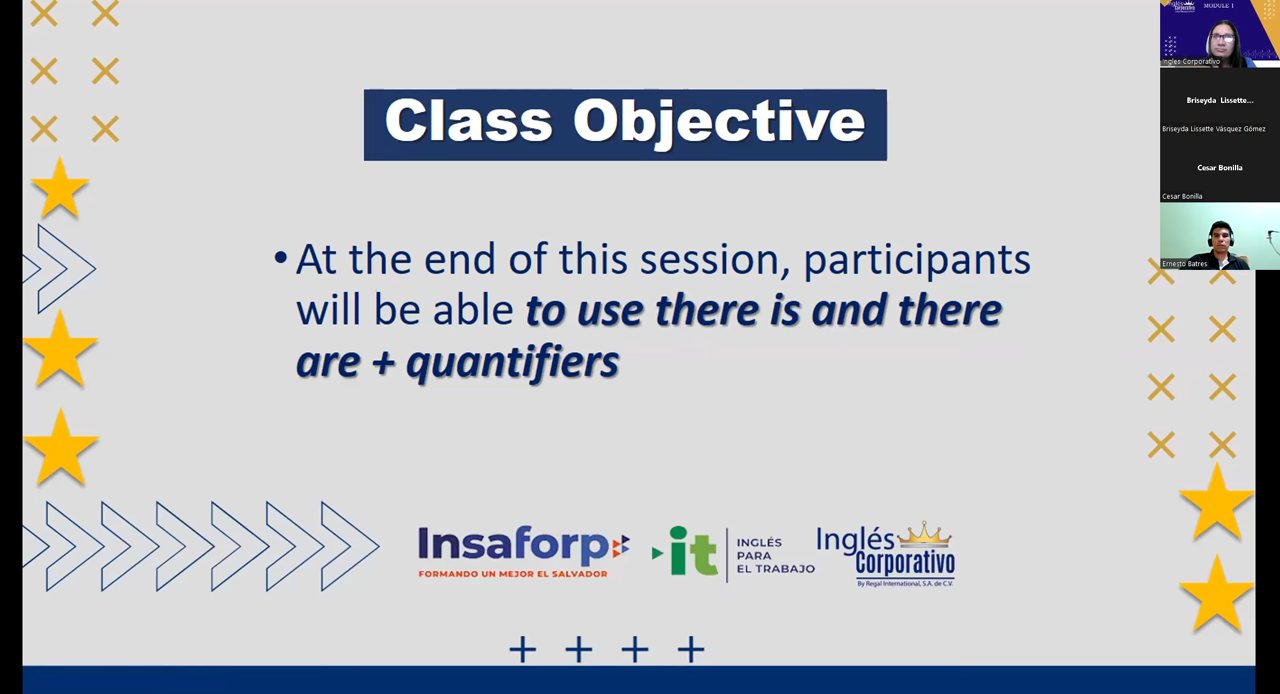 Class Objective
• At the end of this session, participants
will be able to use there is and there
are + quantifiers
Insaforp
FORMANDO UN MEJOR EL SALVADOR
it
INGLÉS
PARA
EL TRABAJO
Inglés
Corporativo
By Regal International, S.A. de C.V.
MODULE 1
Ingles Corporativo
Briseyda Lissette...
Briseyda Lissette Vásquez Gómez
Cesar Bonilla
Cesar Bonilla
Ernesto Batres